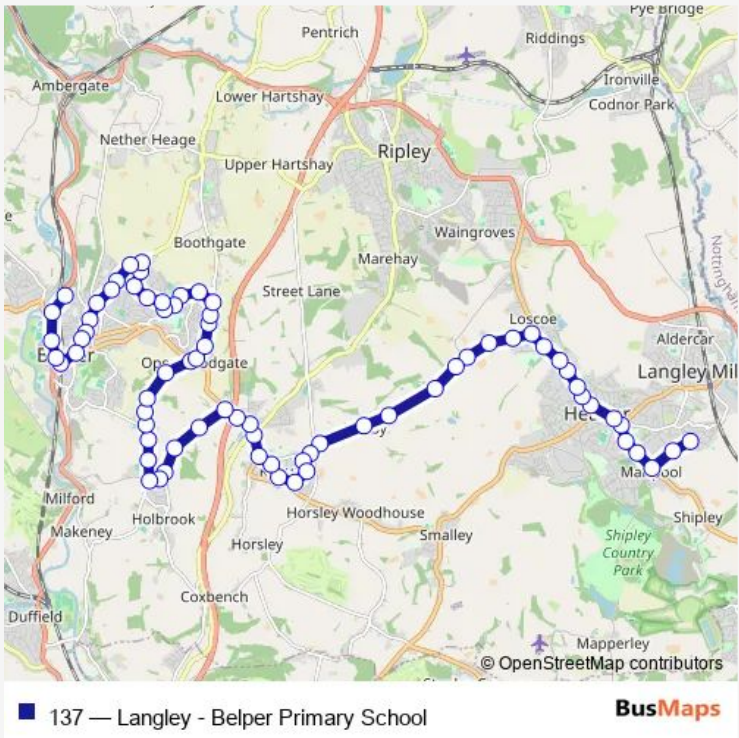 Pye Bridge
Pentrich
Riddings
Ambergate
Ironville
Lower Hartshay
Codnor Park
Nether Heage
Ripley
Upper Hartshay
Waingroves
Boothgate
Marehay
Street Lane
Loscoe
Aldercar
Langley Mil
Milford
Holbrook
Horsley Woodhouse
Makeney
Smalley
Shipley
Horsley
Shipley
Country
Park
Coxbench
Duffield
Mapperley
© OpenStreetMap contributors
137 — Langley - Belper Primary School
BusMaps